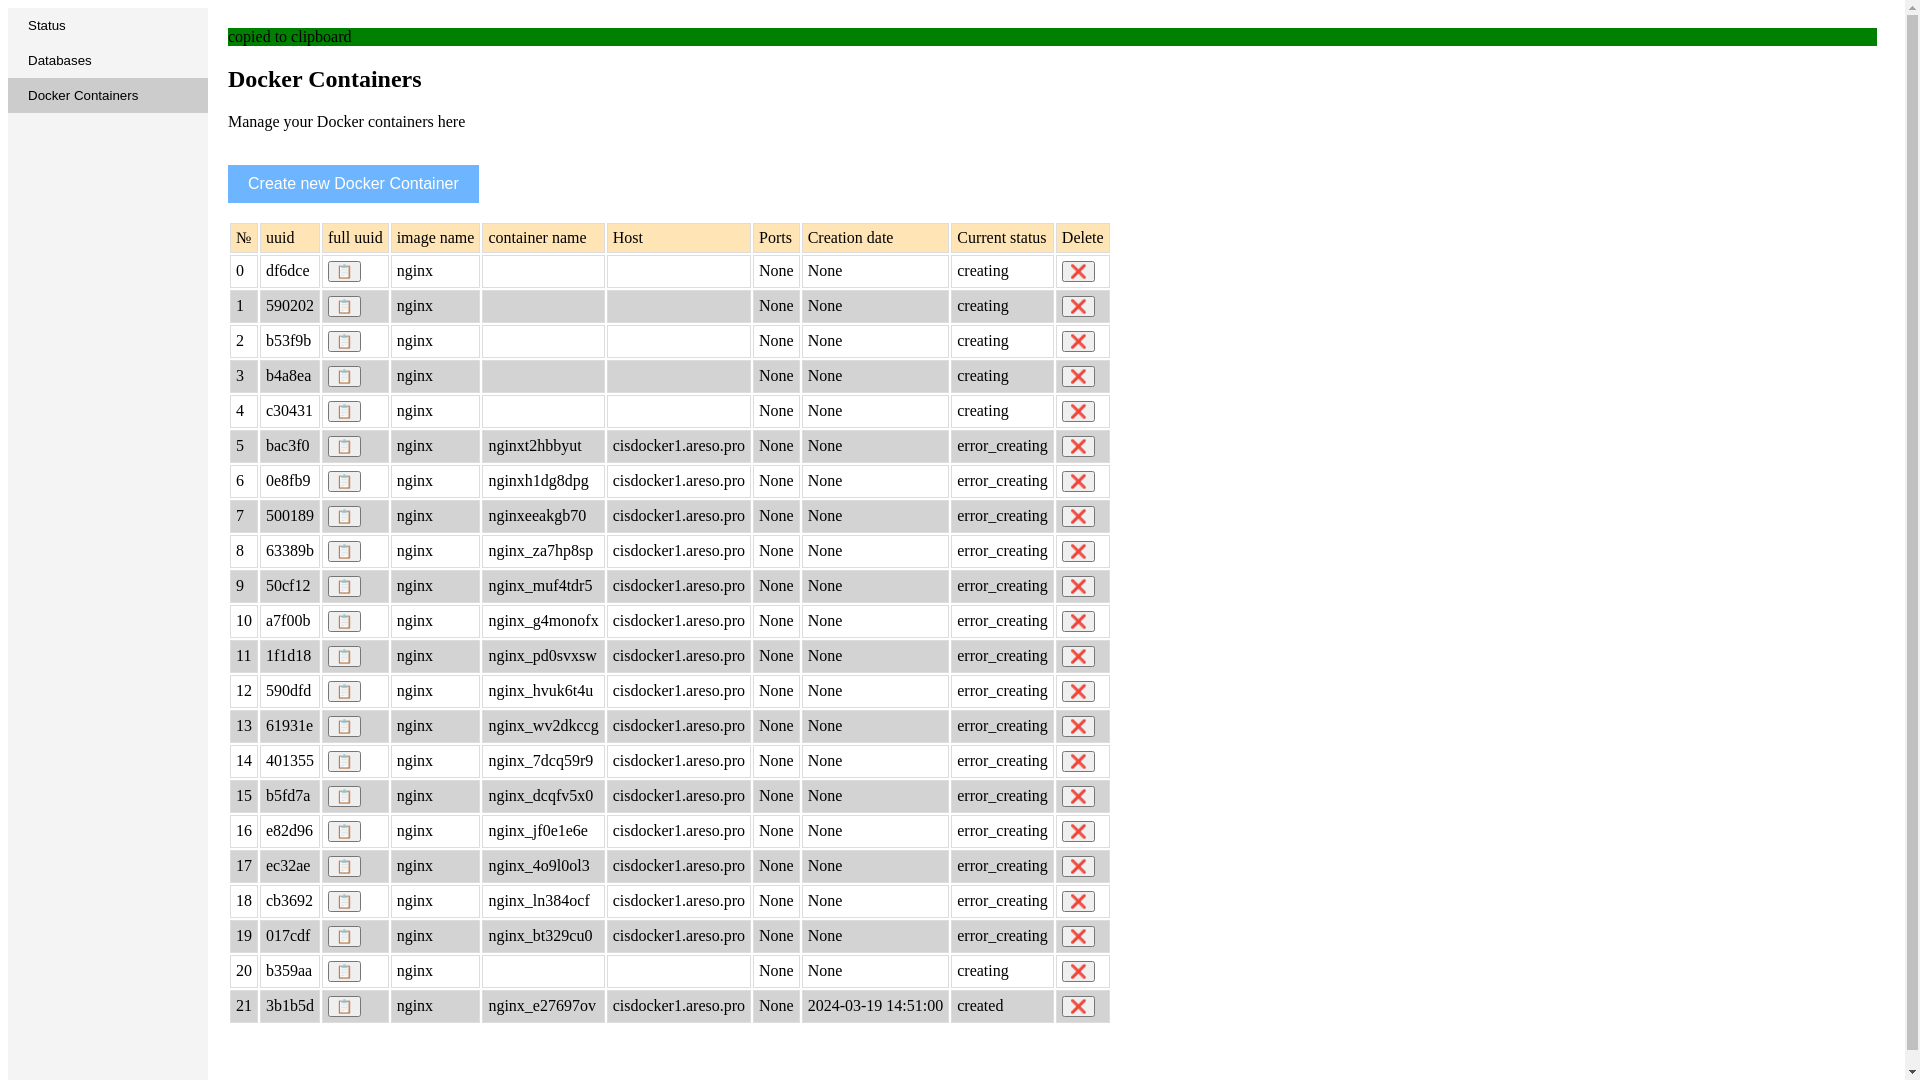 Status
Databases
Docker Containers
copied to clipboard
Docker Containers
Manage your Docker containers here
Create new Docker Container
№ uuid full uuid image name container name Host Ports Creation date Current status Delete
0 df6dce nginx None None creating
1 590202 nginx None None creating
2 b53f9b nginx None None creating
3 b4a8ea nginx None None creating
4 c30431 nginx None None creating
5 bac3f0 nginx nginxt2hbbyut cisdocker1.areso.pro None None error_creating
6 0e8fb9 nginx nginxh1dg8dpg cisdocker1.areso.pro None None error_creating
7 500189 nginx nginxeeakgb70 cisdocker1.areso.pro None None error_creating
8 63389b nginx nginx_za7hp8sp cisdocker1.areso.pro None None error_creating
9 50cf12 nginx nginx_muf4tdr5 cisdocker1.areso.pro None None error_creating
10 a7f00b nginx nginx_g4monofx cisdocker1.areso.pro None None error_creating
11 1f1d18 nginx nginx_pd0svxsw cisdocker1.areso.pro None None error_creating
12 590dfd nginx nginx_hvuk6t4u cisdocker1.areso.pro None None error_creating
13 61931e nginx nginx_wv2dkccg cisdocker1.areso.pro None None error_creating
14 401355 nginx nginx_7dcq59r9 cisdocker1.areso.pro None None error_creating
15 b5fd7a nginx nginx_dcqfv5x0 cisdocker1.areso.pro None None error_creating
16 e82d96 nginx nginx_jf0e1e6e cisdocker1.areso.pro None None error_creating
17 ec32ae nginx nginx_4o9l0ol3 cisdocker1.areso.pro None None error_creating
18 cb3692 nginx nginx_ln384ocf cisdocker1.areso.pro None None error_creating
19 017cdf nginx nginx_bt329cu0 cisdocker1.areso.pro None None error_creating
20 b359aa nginx None None creating
21 3b1b5d nginx nginx_e27697ov cisdocker1.areso.pro None 2024-03-19 14:51:00 created